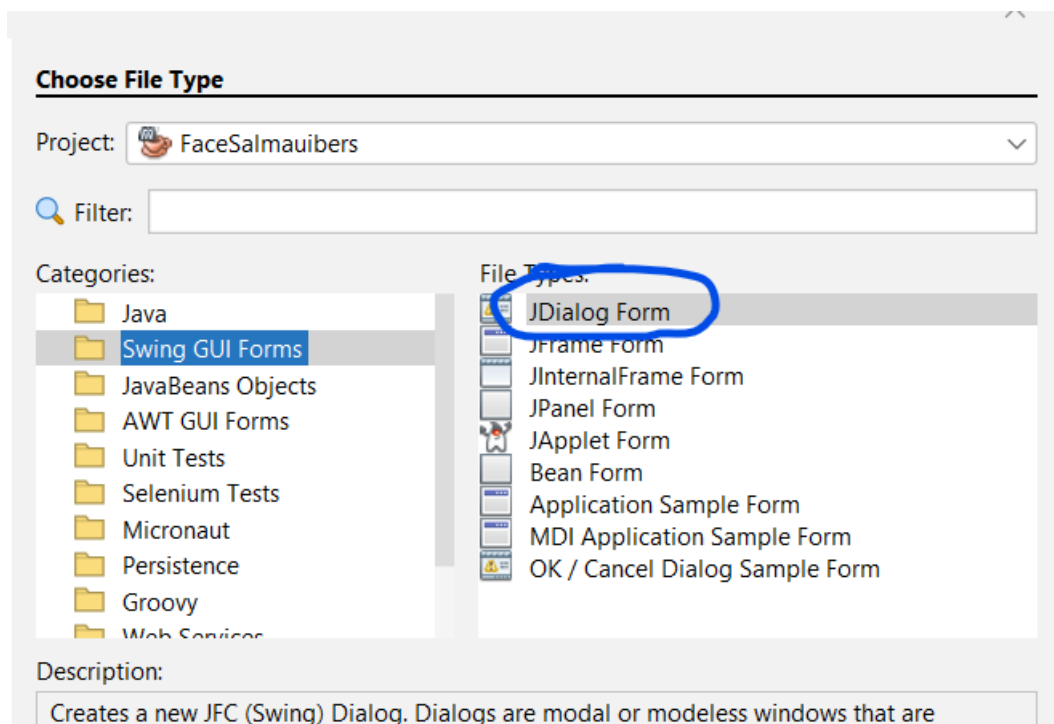 Choose File Type
Project: FaceSalmauibers
Filter:
Categories:
Java
Swing GUI Forms
JavaBeans Objects
AWT GUI Forms
Unit Tests
Selenium Tests
Micronaut
Persistence
Groovy
Web Services
File Types:
JDialog Form
JFrame Form
JInternalFrame Form
JPanel Form
JApplet Form
Bean Form
Application Sample Form
MDI Application Sample Form
OK / Cancel Dialog Sample Form
Description:
Creates a new JFC (Swing) Dialog. Dialogs are modal or modeless windows that are